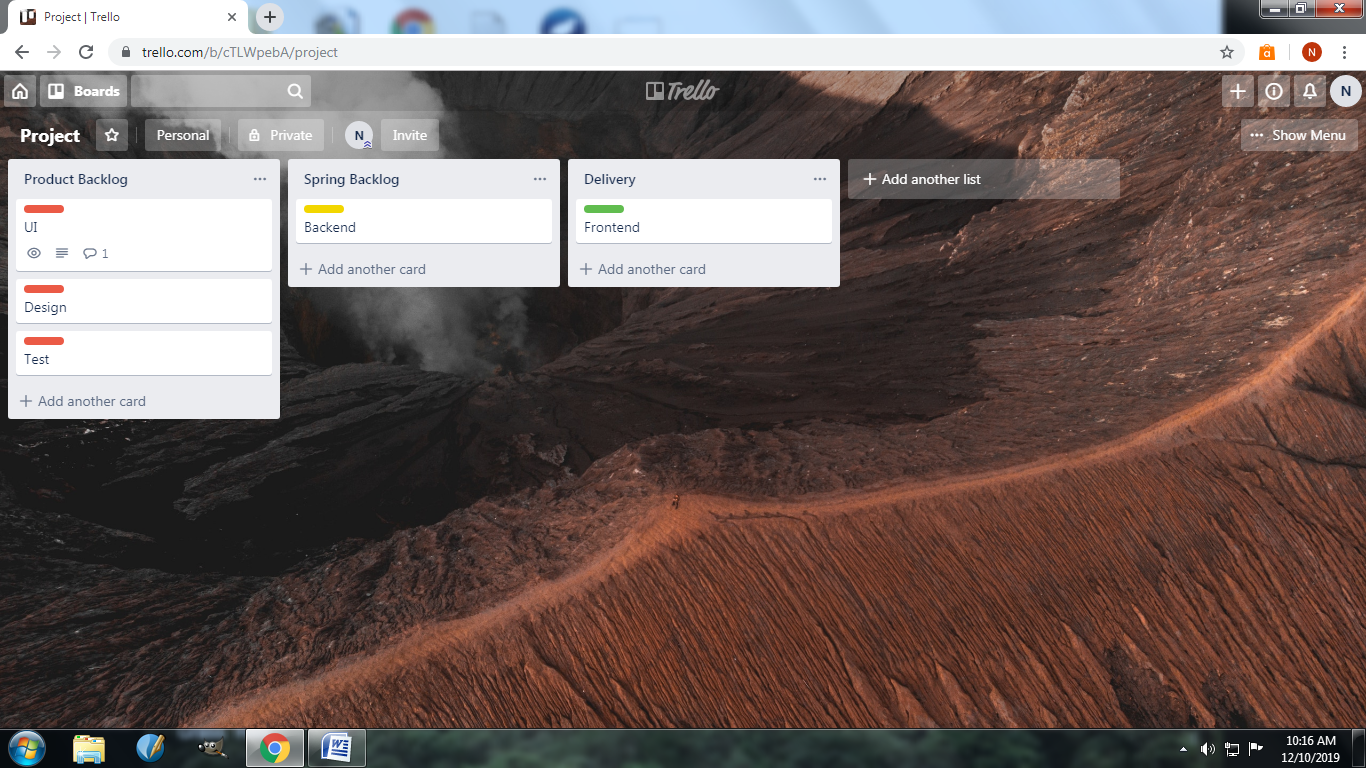 Project | Trello
trello.com/b/cTLWpebA/project
N
Boards
Trello
N
Project
Personal
Private
N
Invite
Show Menu
Product Backlog
UI
1
Design
Test
Add another card
Spring Backlog
Backend
Add another card
Delivery
Frontend
Add another card
Add another list
10:16 AM
12/10/2019